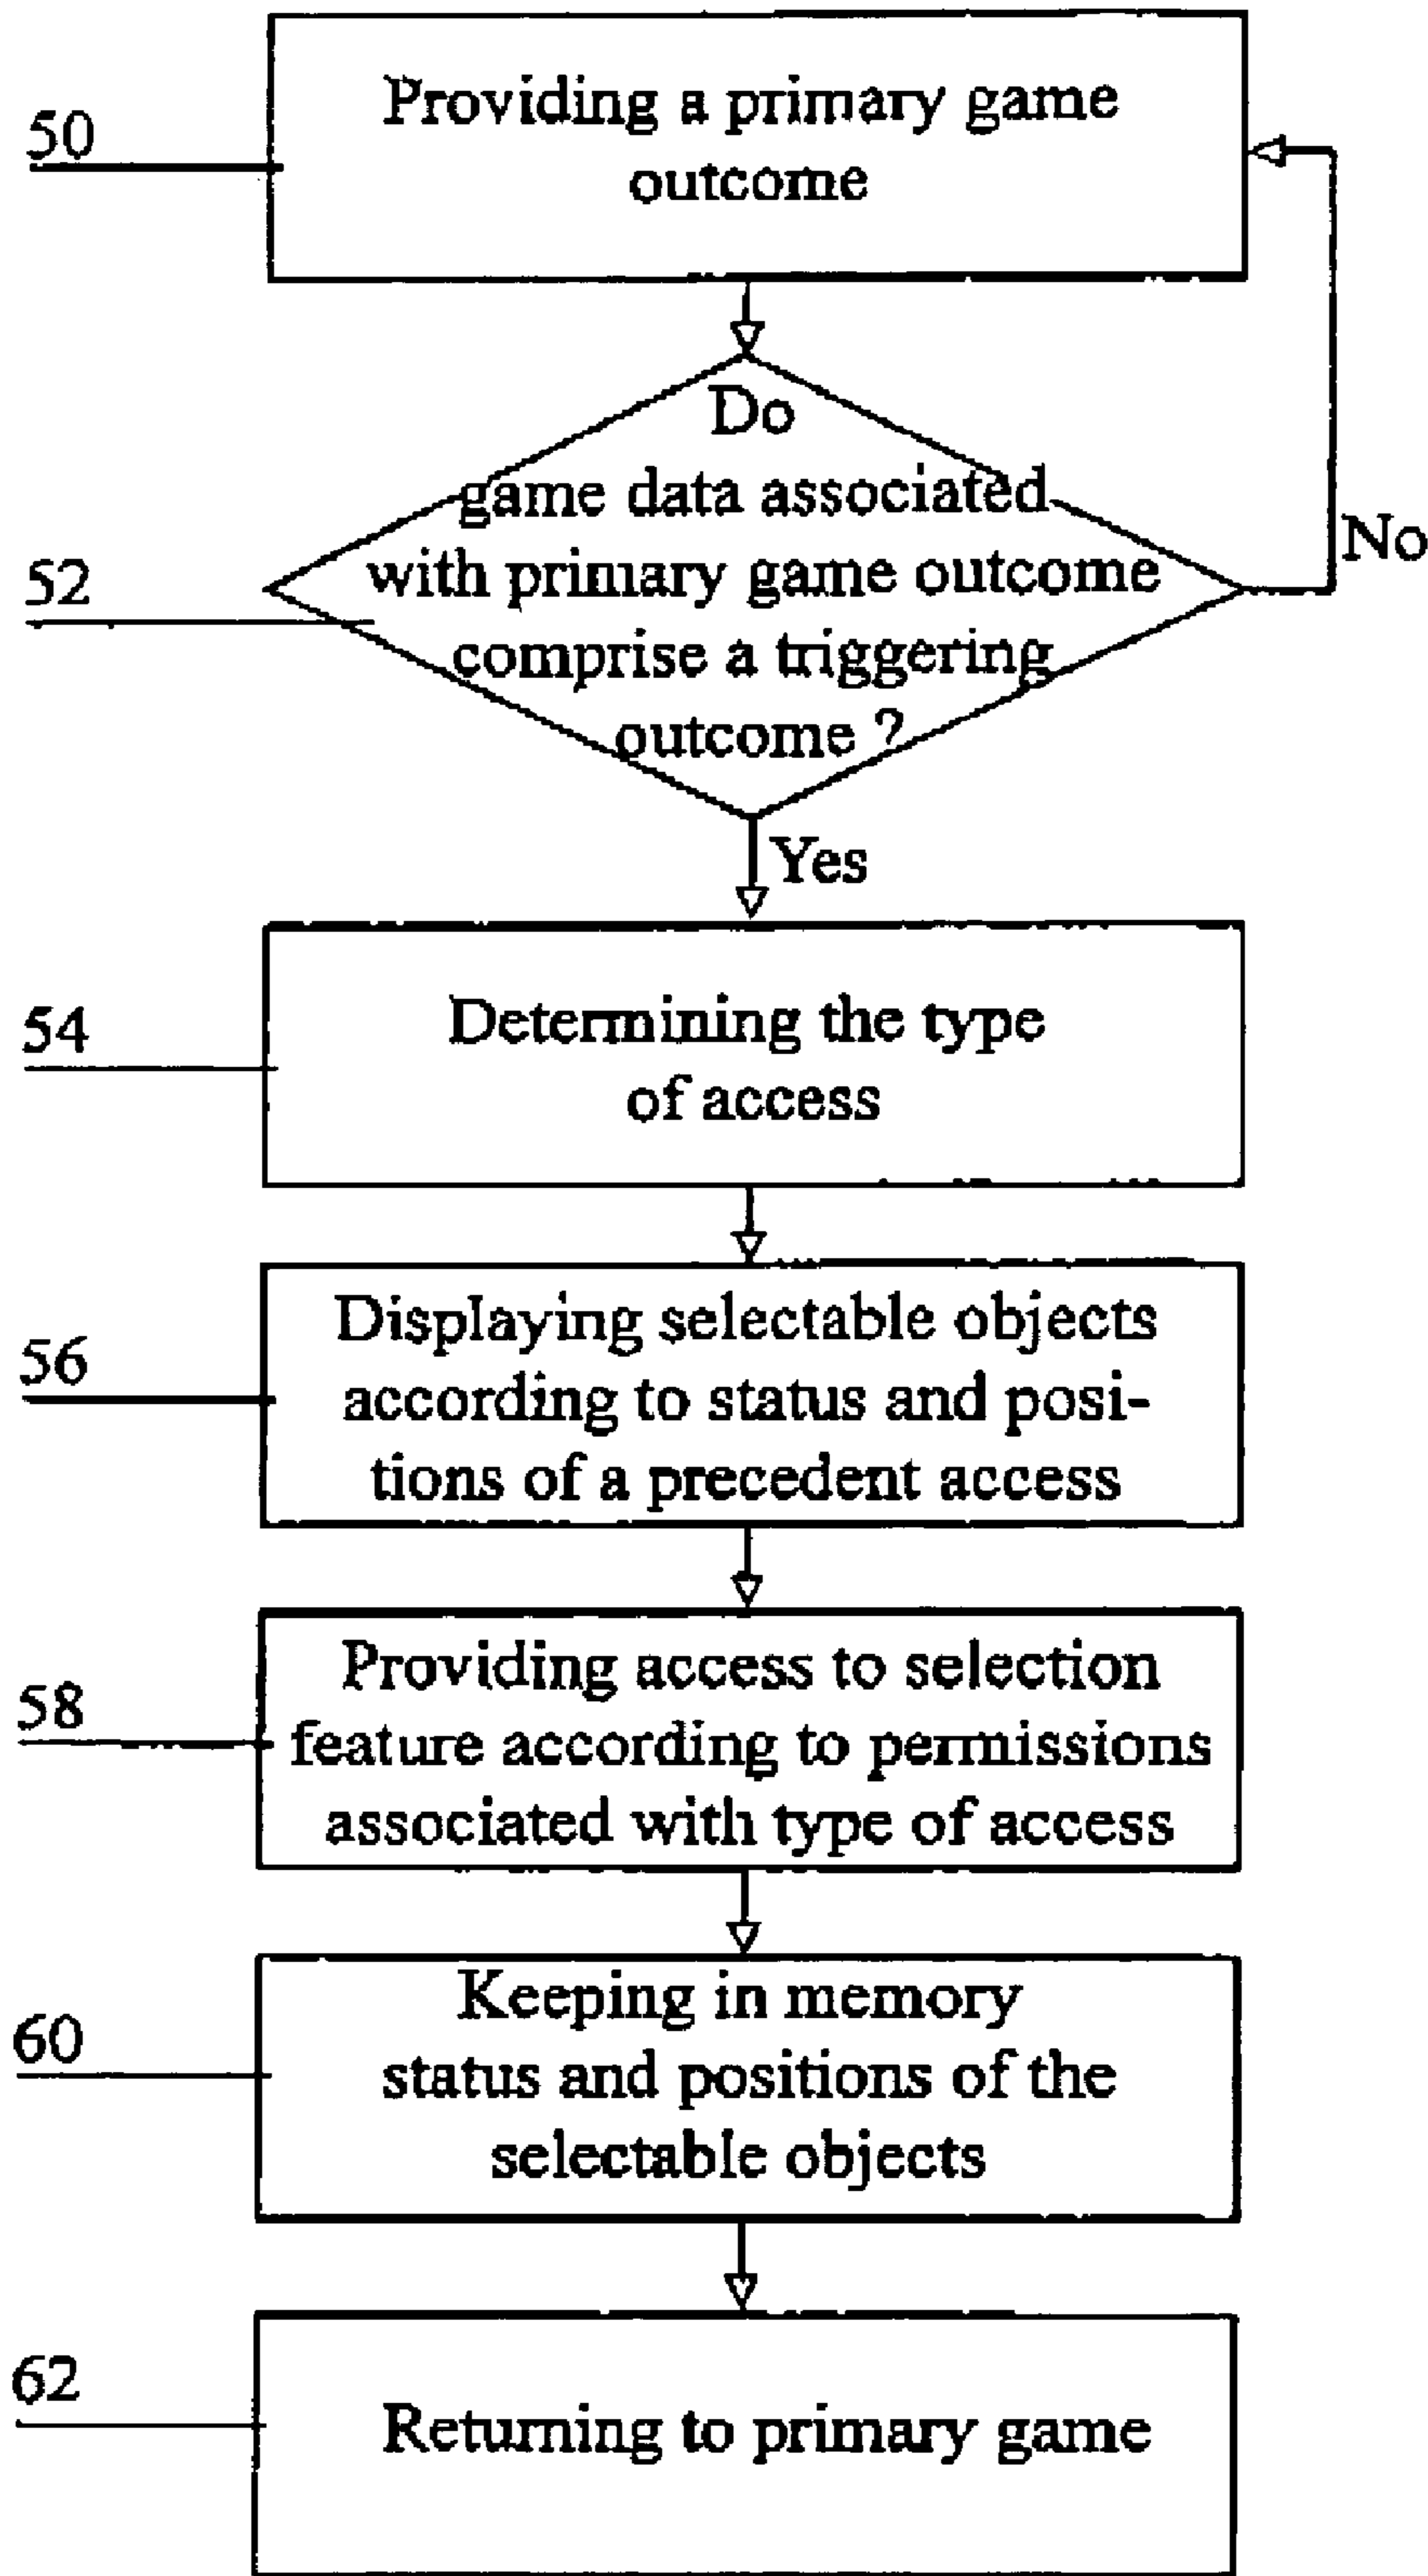 Providing a primary game
outcome
50
Do
game data associated
with primary game outcome
comprise a triggering
outcome ?
52
No
Yes
Determining the type
of access
54
Displaying selectable objects
according to status and posi-
tions of a precedent access
56
Providing access to selection
feature according to permissions
associated with type of access
58
Keeping in memory
status and positions of the
selectable objects
60
Returning to primary game
62